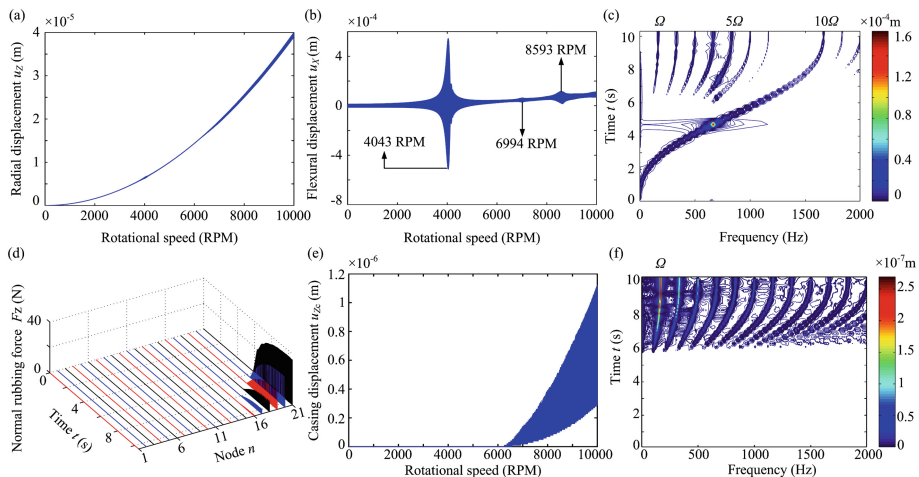 (a)
×10⁻⁵
4
3
2
1
0
0 2000 4000 6000 8000 10000
Radial displacement uZ (m)
Rotational speed (RPM)
(b)
×10⁻⁴
8
4
0
-4
-8
0 2000 4000 6000 8000 10000
Flexural displacement uX (m)
Rotational speed (RPM)
4043 RPM
6994 RPM
8593 RPM
(c)
Ω 5Ω 10Ω
×10⁻⁴m
10
8
6
4
2
0
0 500 1000 1500 2000
Time t (s)
Frequency (Hz)
1.6
1.2
0.8
0.4
0
(d)
Normal rubbing force FZ (N)
40
0
0
4
8
Time t (s)
1 6 11 16 21
Node n
(e)
×10⁻⁶
1.2
1
0.8
0.6
0.4
0.2
0
0 2000 4000 6000 8000 10000
Casing displacement uZc (m)
Rotational speed (RPM)
(f)
Ω
×10⁻⁷m
10
8
6
4
2
0
0 500 1000 1500 2000
Time t (s)
Frequency (Hz)
2.5
2
1.5
1
0.5
0